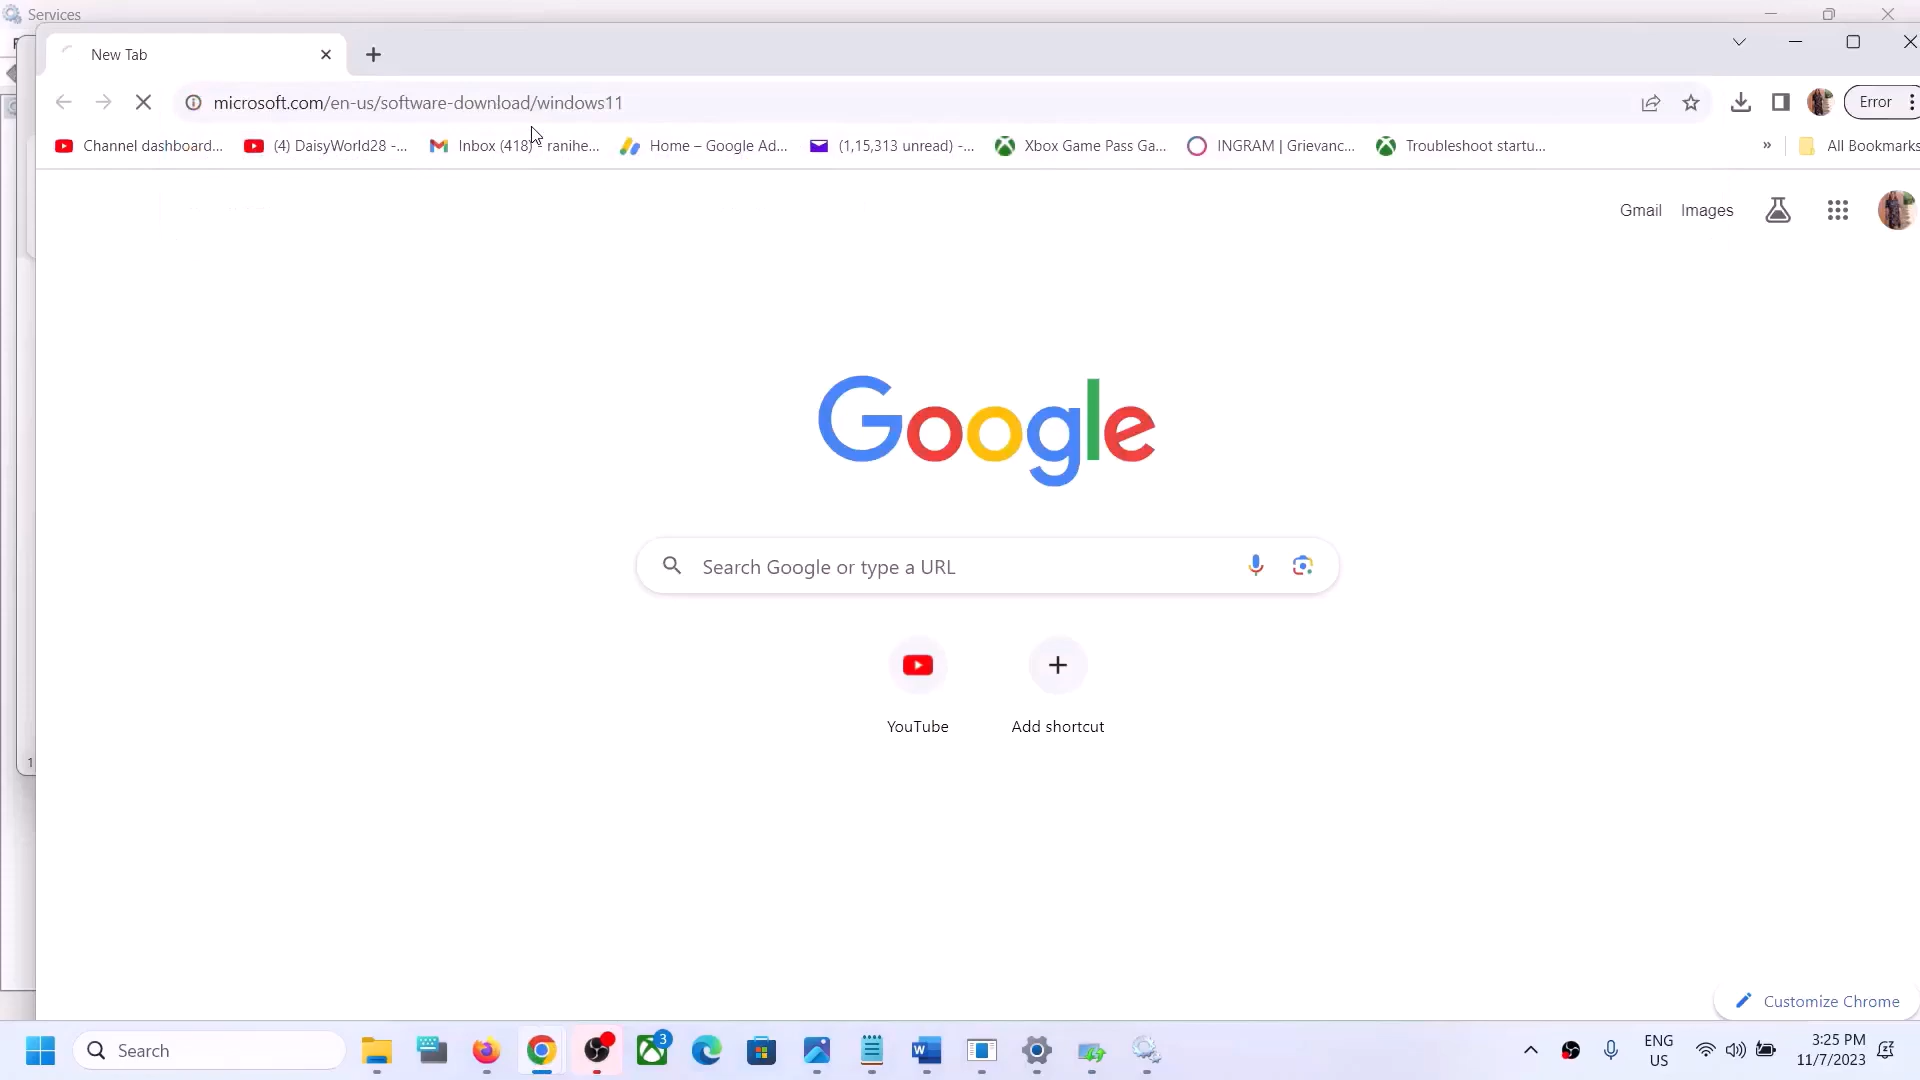 Services
New Tab
microsoft.com/en-us/software-download/windows11
Error
Channel dashboard...
(4) DaisyWorld28 -...
Inbox (418) - ranihe...
Home – Google Ad...
(1,15,313 unread) -...
Xbox Game Pass Ga...
INGRAM | Grievanc...
Troubleshoot startu...
»
All Bookmarks
Gmail
Images
Google
Search Google or type a URL
YouTube
Add shortcut
1
Customize Chrome
Search
3
ENG
US
3:25 PM
11/7/2023